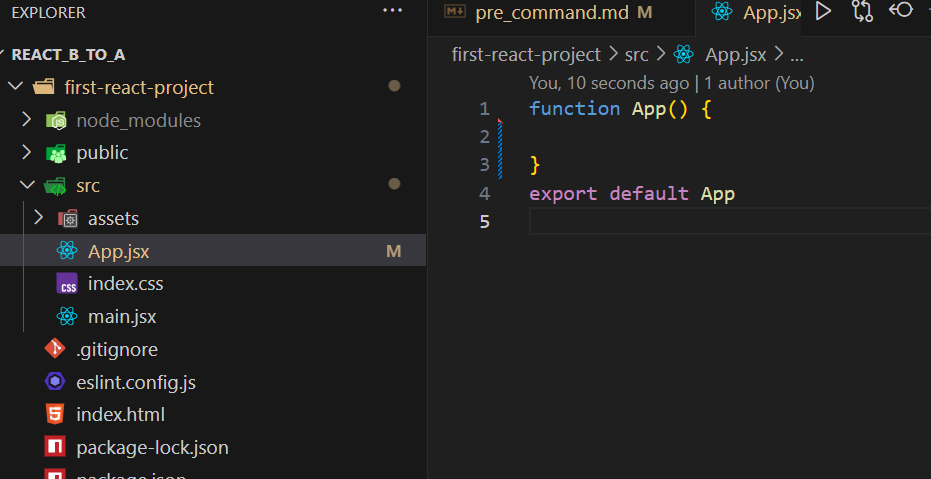 EXPLORER
REACT_B_TO_A
first-react-project
node_modules
public
src
assets
App.jsx M
index.css
main.jsx
.gitignore
eslint.config.js
index.html
package-lock.json
package.json
pre_command.md M
App.jsx
first-react-project > src > App.jsx > ...
You, 10 seconds ago | 1 author (You)
1 function App() {
2
3 }
4 export default App
5